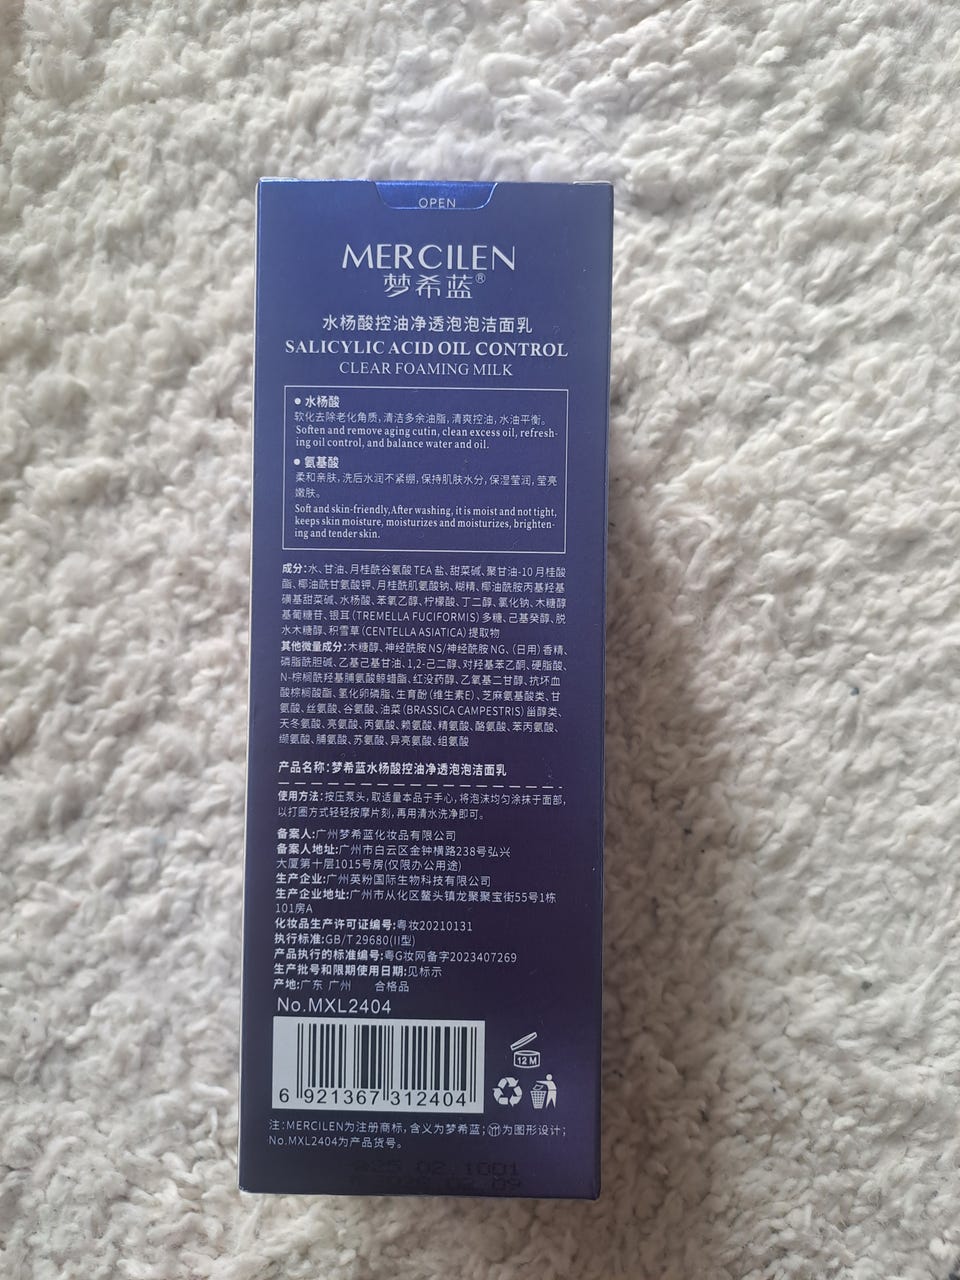 OPEN
MERCILEN
梦希蓝®
水杨酸控油净透泡泡洁面乳
SALICYLIC ACID OIL CONTROL
CLEAR FOAMING MILK
● 水杨酸
软化去除老化角质,清洁多余油脂,清爽控油,水油平衡。
Soften and remove aging cutin, clean excess oil, refresh-
ing oil control, and balance water and oil.
● 氨基酸
柔和亲肤,洗后水润不紧绷,保持肌肤水分,保湿莹润,莹亮
嫩肤。
Soft and skin-friendly,After washing, it is moist and not tight,
keeps skin moisture, moisturizes and moisturizes, brighten-
ing and tender skin.
成分:水、甘油、月桂酰谷氨酸TEA盐、甜菜碱、聚甘油-10月桂酸
酯、椰油酰甘氨酸钾、月桂酰肌氨酸钠、糊精、椰油酰胺丙基羟基
磺基甜菜碱、水杨酸、苯氧乙醇、柠檬酸、丁二醇、氯化钠、木糖醇
基葡糖苷、银耳(TREMELLA FUCIFORMIS)多糖、己基癸醇、脱
水木糖醇、积雪草(CENTELLA ASIATICA)提取物
其他微量成分:木糖醇、神经酰胺NS/神经酰胺NG、(日用)香精、
磷脂酰胆碱、乙基己基甘油、1,2-己二醇、对羟基苯乙酮、硬脂酸、
N-棕榈酰羟基脯氨酸鲸蜡酯、红没药醇、乙氧基二甘醇、抗坏血
酸棕榈酸酯、氢化卵磷脂、生育酚(维生素E)、芝麻氨基酸类、甘
氨酸、丝氨酸、谷氨酸、油菜(BRASSICA CAMPESTRIS)甾醇类、
天冬氨酸、亮氨酸、丙氨酸、赖氨酸、精氨酸、酪氨酸、苯丙氨酸、
缬氨酸、脯氨酸、苏氨酸、异亮氨酸、组氨酸
产品名称:梦希蓝水杨酸控油净透泡泡洁面乳
使用方法:按压泵头,取适量本品于手心,将泡沫均匀涂抹于面部,
以打圈方式轻轻按摩片刻,再用清水洗净即可。
备案人:广州梦希蓝化妆品有限公司
备案人地址:广州市白云区金钟横路238号弘兴
大厦第十层1015号房(仅限办公用途)
生产企业:广州英粉国际生物科技有限公司
生产企业地址:广州市从化区鳌头镇龙聚聚宝街55号1栋
101房A
化妆品生产许可证编号:粤妆20210131
执行标准:GB/T 29680(II型)
产品执行的标准编号:粤G妆网备字2023407269
生产批号和限期使用日期:见标示
产地:广东 广州 合格品
No.MXL2404
12 M
6 921367 312404
注:MERCILEN为注册商标,含义为梦希蓝;为图形设计;
No.MXL2404为产品货号。